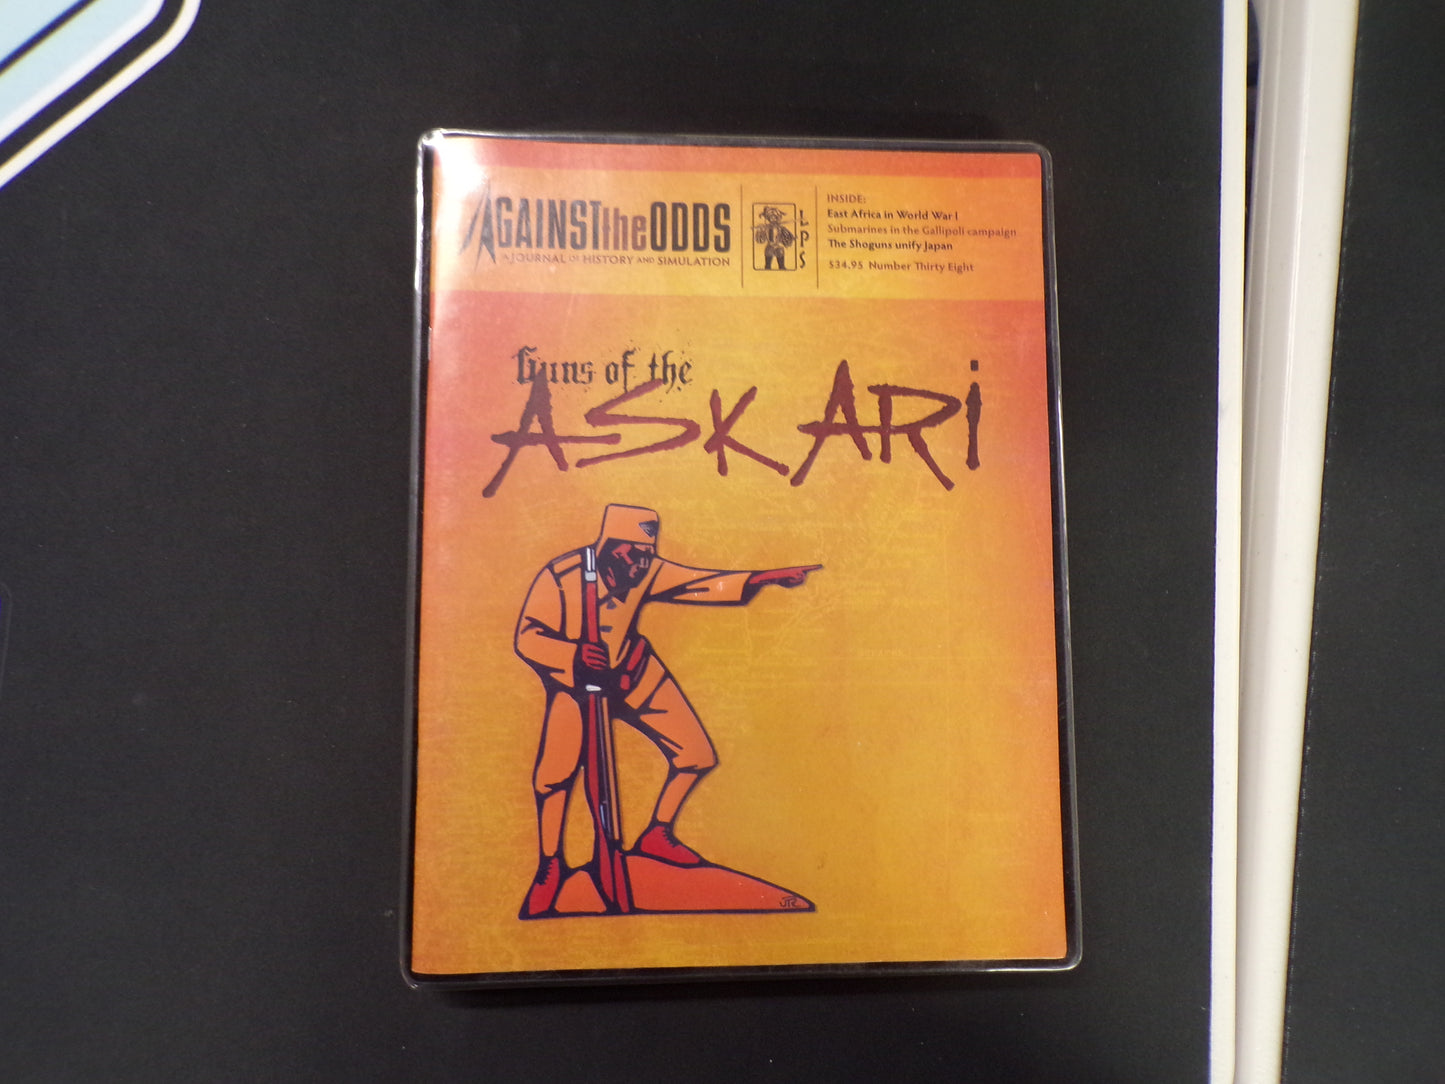 AGAINST the ODDS
A JOURNAL OF HISTORY AND SIMULATION
LPS
INSIDE:
East Africa in World War I
Submarines in the Gallipoli campaign
The Shoguns unify Japan
$34.95 Number Thirty Eight
Guns of the
ASKARi